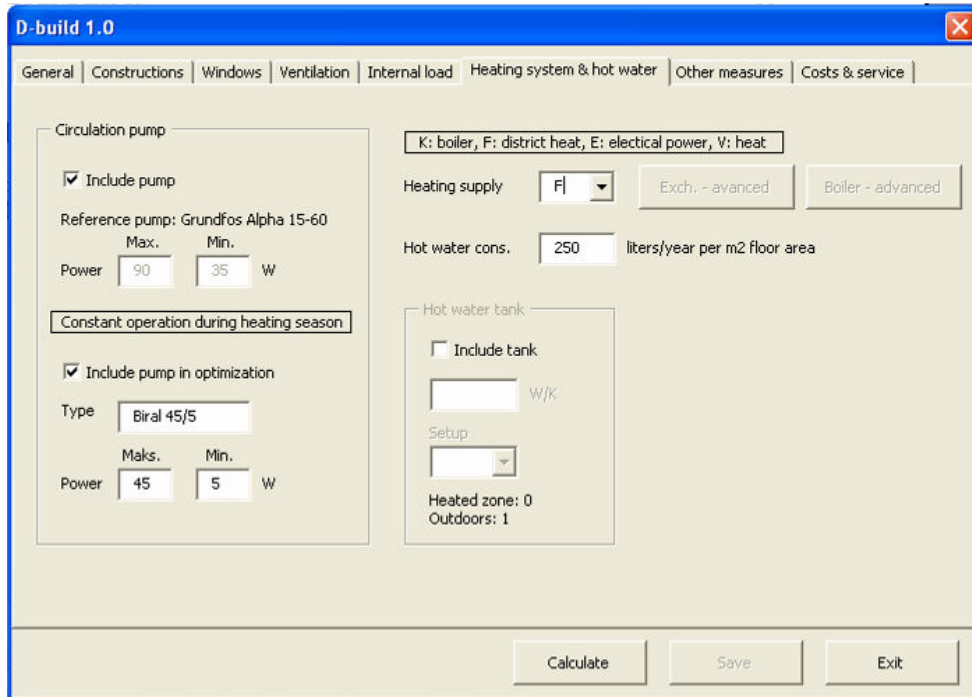 D-build 1.0
General Constructions Windows Ventilation Internal load Heating system & hot water Other measures Costs & service
Circulation pump
Include pump
Reference pump: Grundfos Alpha 15-60
Max. Min.
Power 90 35 W
Constant operation during heating season
Include pump in optimization
Type Biral 45/5
Maks. Min.
Power 45 5 W
K: boiler, F: district heat, E: electical power, V: heat
Heating supply F Exch. - avanced Boiler - advanced
Hot water cons. 250 liters/year per m2 floor area
Hot water tank
Include tank
W/K
Setup
Heated zone: 0
Outdoors: 1
Calculate Save Exit